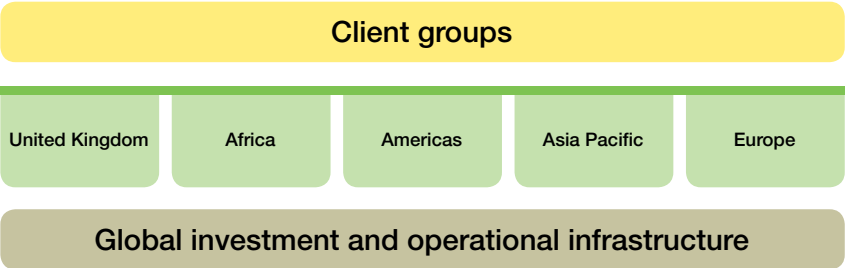 Client groups
United Kingdom
Africa
Americas
Asia Pacific
Europe
Global investment and operational infrastructure